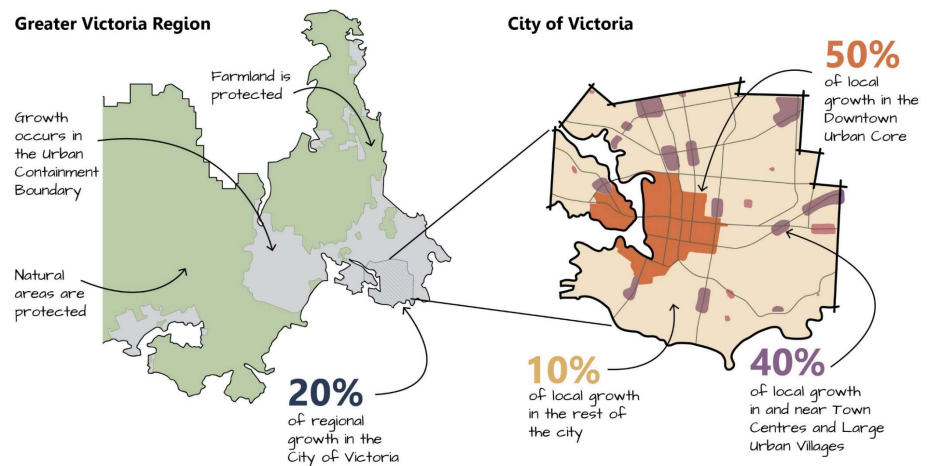 Greater Victoria Region
Farmland is
protected
Growth
occurs in
the Urban
Containment
Boundary
Natural
areas are
protected
20%
of regional
growth in the
City of Victoria
City of Victoria
50%
of local
growth in the
Downtown
Urban Core
10%
of local growth
in the rest of
the city
40%
of local growth
in and near Town
Centres and Large
Urban Villages